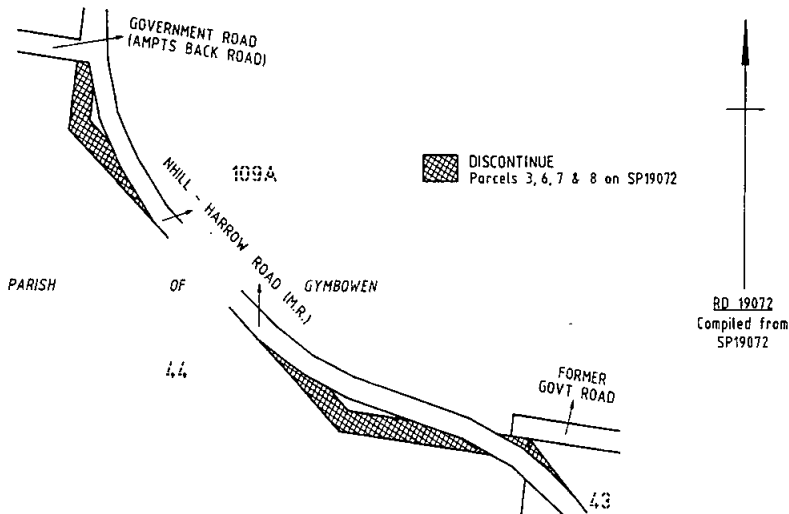 GOVERNMENT ROAD
(AMPTS BACK ROAD)
109A
DISCONTINUE
Parcels 3, 6, 7 & 8 on SP19072
NHILL - HARROW ROAD (M.R.)
PARISH OF GYMBOWEN
RD 19072
Compiled from
SP19072
44
FORMER
GOVT ROAD
43